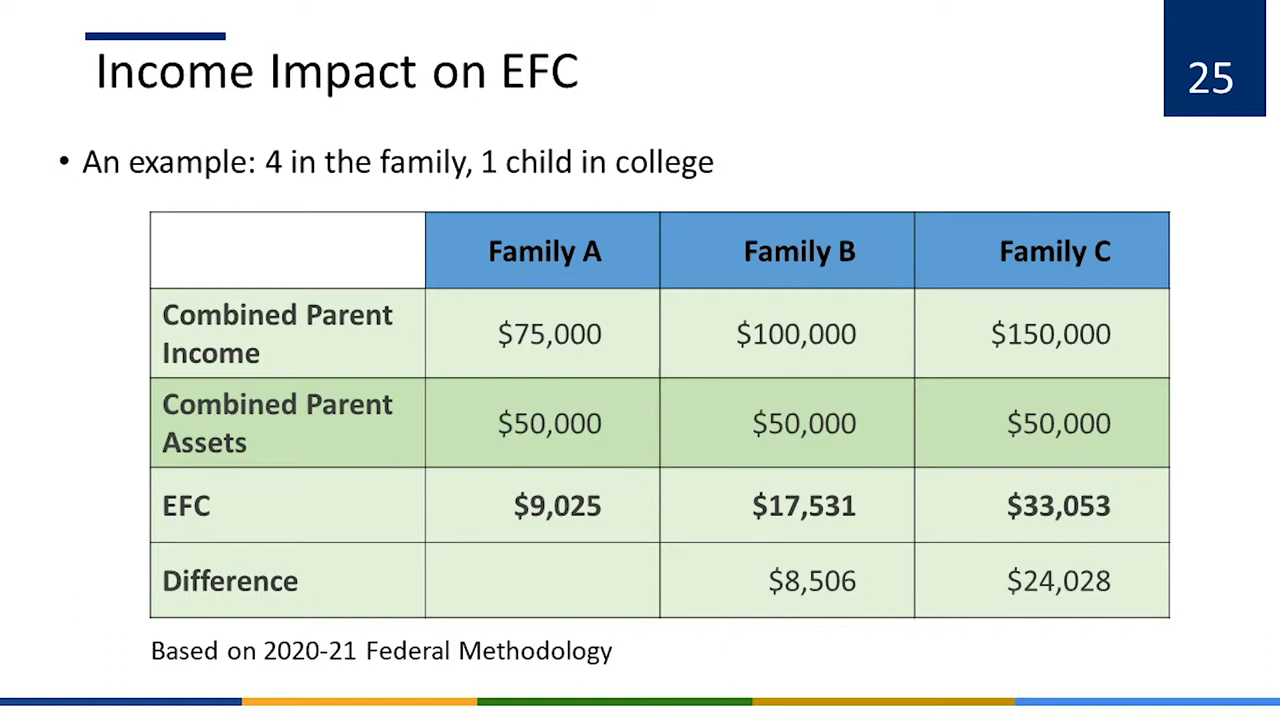 Income Impact on EFC
25
• An example: 4 in the family, 1 child in college
Family A Family B Family C
Combined Parent
Income
$75,000 $100,000 $150,000
Combined Parent
Assets
$50,000 $50,000 $50,000
EFC $9,025 $17,531 $33,053
Difference $8,506 $24,028
Based on 2020-21 Federal Methodology